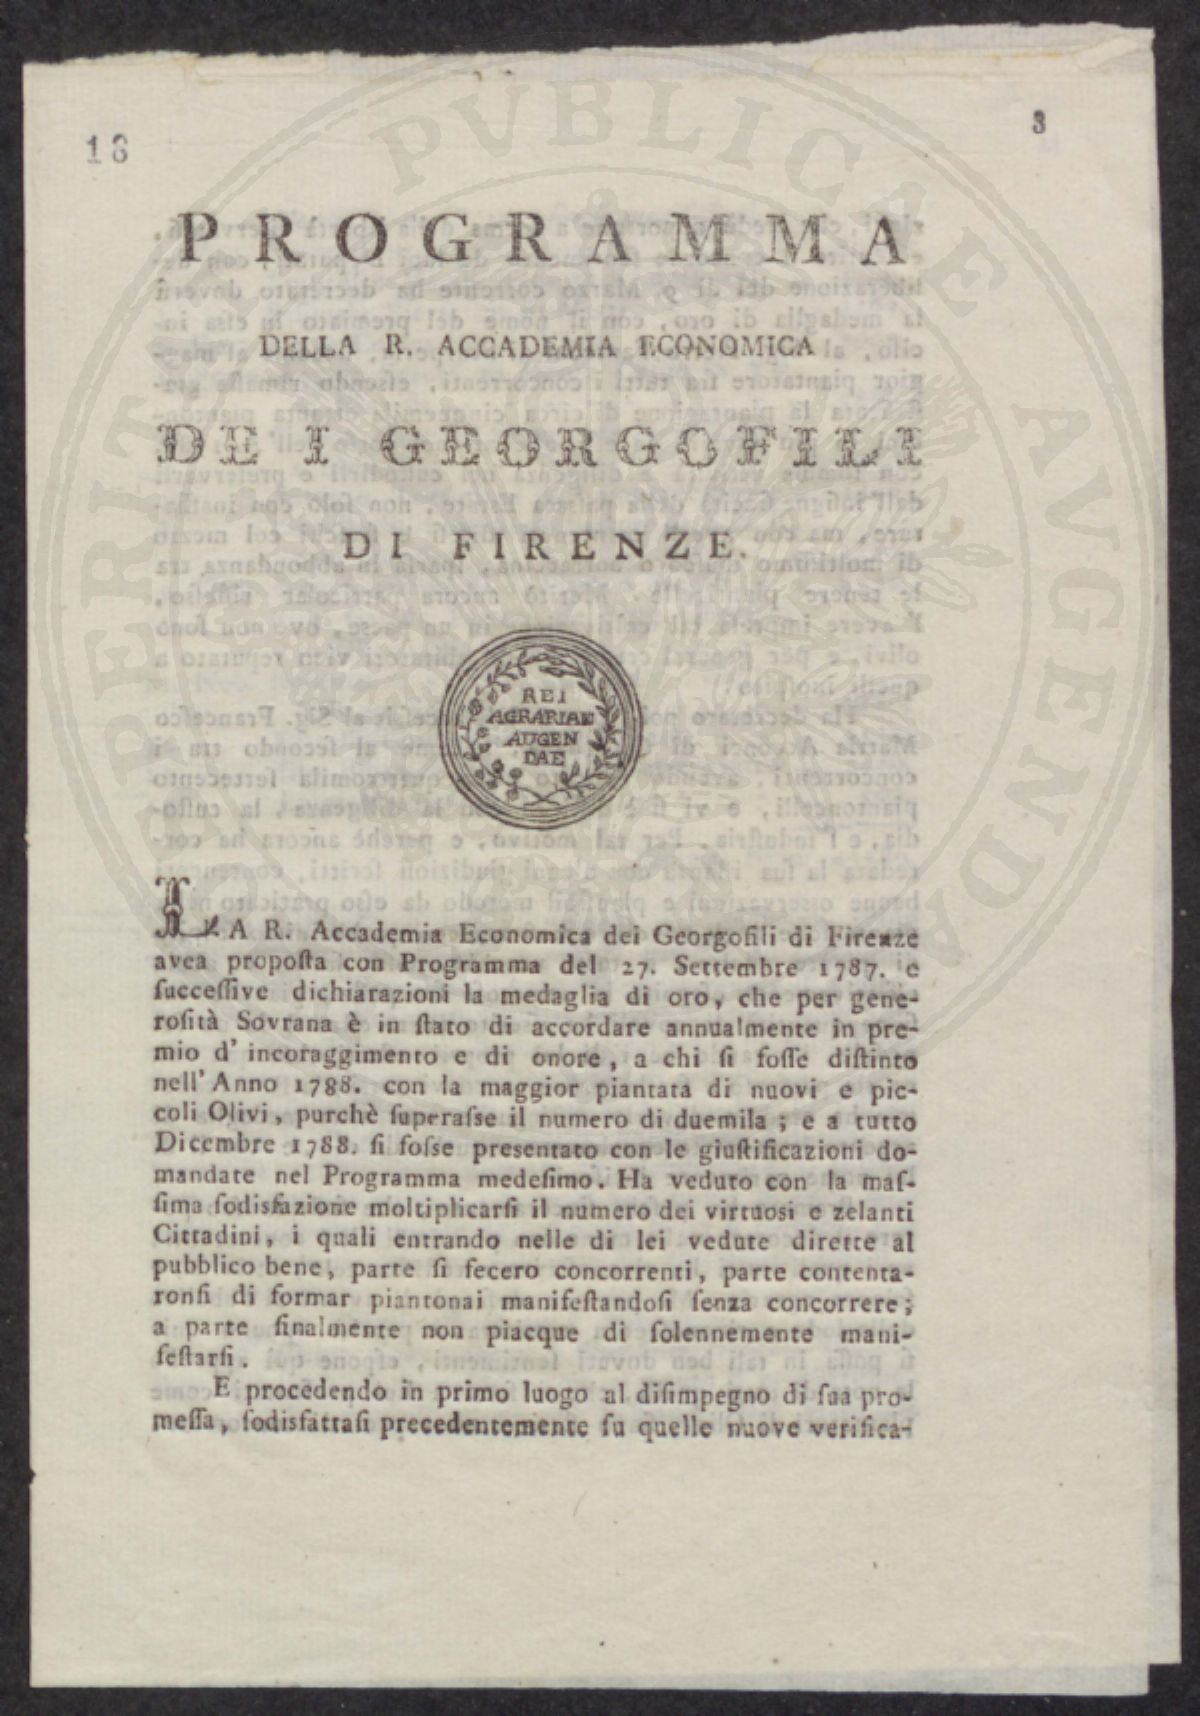 18
3
PROGRAMMA
DELLA R. ACCADEMIA ECONOMICA
DEI GEORGOFILI
DI FIRENZE.
REI
AGRARIAE
AUGEN
DAE
LA R. Accademia Economica dei Georgofili di Firenze
avea propoſta con Programma del 27. Settembre 1787. e
ſucceſſive dichiarazioni la medaglia di oro, che per gene-
roſità Sovrana è in ſtato di accordare annualmente in pre-
mio d' incoraggimento e di onore, a chi ſi foſſe diſtinto
nell' Anno 1788. con la maggior piantata di nuovi e pic-
coli Olivi, purchè ſuperaſse il numero di duemila; e a tutto
Dicembre 1788. ſi foſse presentato con le giuſtificazioni do-
mandate nel Programma medeſimo. Ha veduto con la maſ-
ſima ſodisfazione moltiplicarſi il numero dei virtuosi e zelanti
Cittadini, i quali entrando nelle di lei vedute dirette al
pubblico bene, parte ſi fecero concorrenti, parte contenta-
ronſi di formar piantonai manifeſtandoſi ſenza concorrere;
a parte finalmente non piacque di ſolennemente mani-
feſtarſi.
E procedendo in primo luogo al diſimpegno di ſua pro-
meſſa, ſodisfattaſi precedentemente ſu quelle nuove verifica-
PERITIAE PVBLICAE AVGENDA